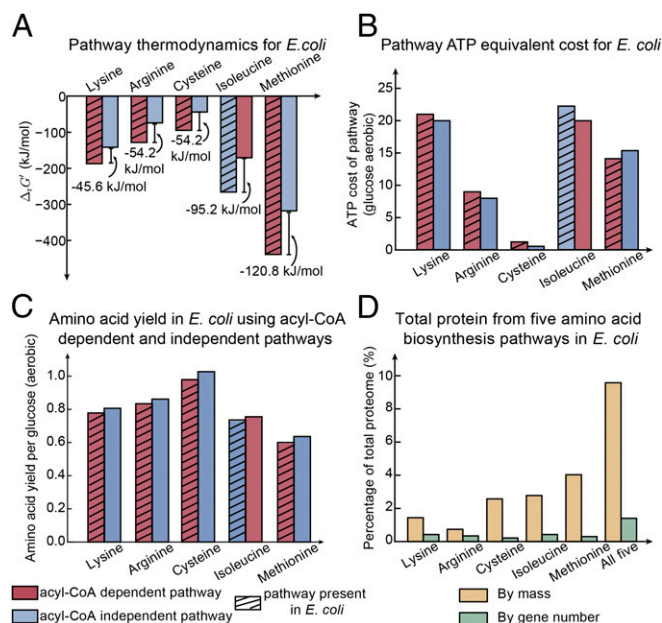 A
Pathway thermodynamics for E.coli
Lysine
Arginine
Cysteine
Isoleucine
Methionine
0
−100
−200
−300
−400
ΔrG' (kJ/mol)
-45.6 kJ/mol
-54.2
kJ/mol
-54.2
kJ/mol
-95.2 kJ/mol
-120.8 kJ/mol
B
Pathway ATP equivalent cost for E. coli
ATP cost of pathway
(glucose aerobic)
25
20
15
10
5
0
Lysine
Arginine
Cysteine
Isoleucine
Methionine
C
Amino acid yield in E. coli using acyl-CoA
dependent and independent pathways
Amino acid yield per glucose (aerobic)
1.0
0.8
0.6
0.4
0.2
0.0
Lysine
Arginine
Cysteine
Isoleucine
Methionine
acyl-CoA dependent pathway
acyl-CoA independent pathway
pathway present
in E. coli
D
Total protein from five amino acid
biosynthesis pathways in E. coli
Percentage of total proteome (%)
10
8
6
4
2
0
Lysine
Arginine
Cysteine
Isoleucine
Methionine
All five
By mass
By gene number